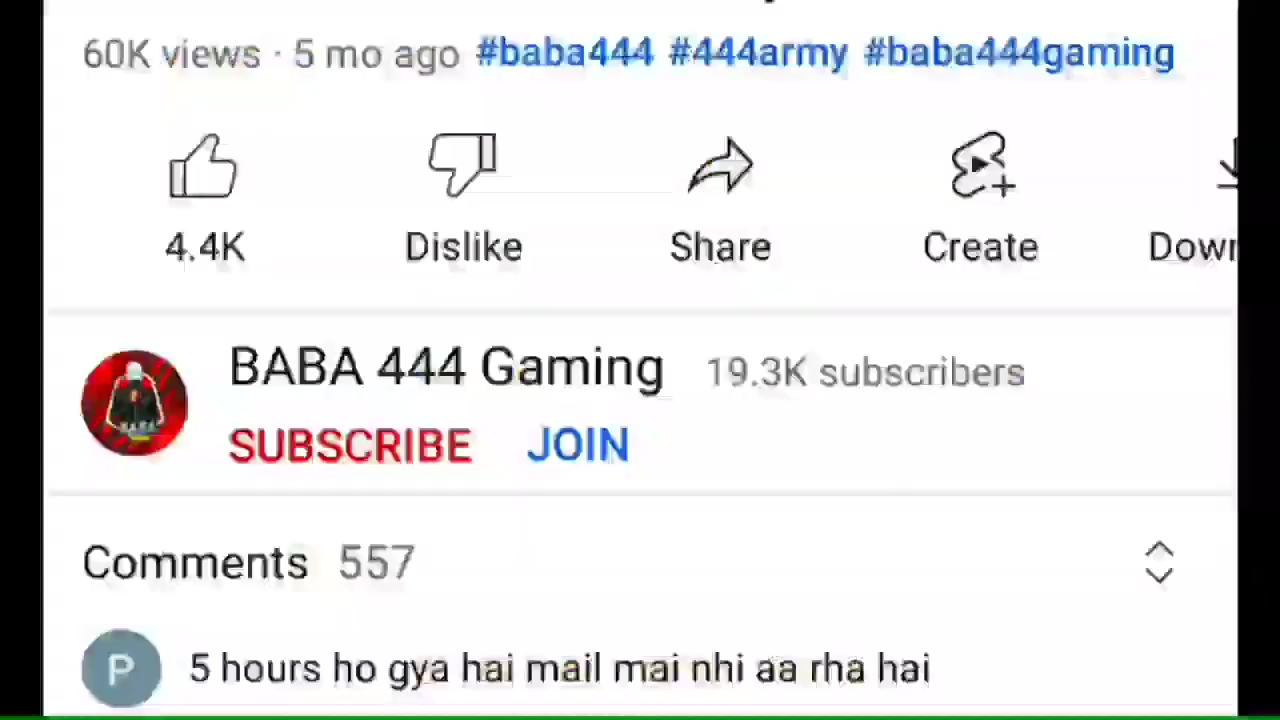 60K views · 5 mo ago #baba444 #444army #baba444gaming
4.4K Dislike Share Create Down
BABA 444 Gaming 19.3K subscribers
SUBSCRIBE JOIN
Comments 557
P 5 hours ho gya hai mail mai nhi aa rha hai